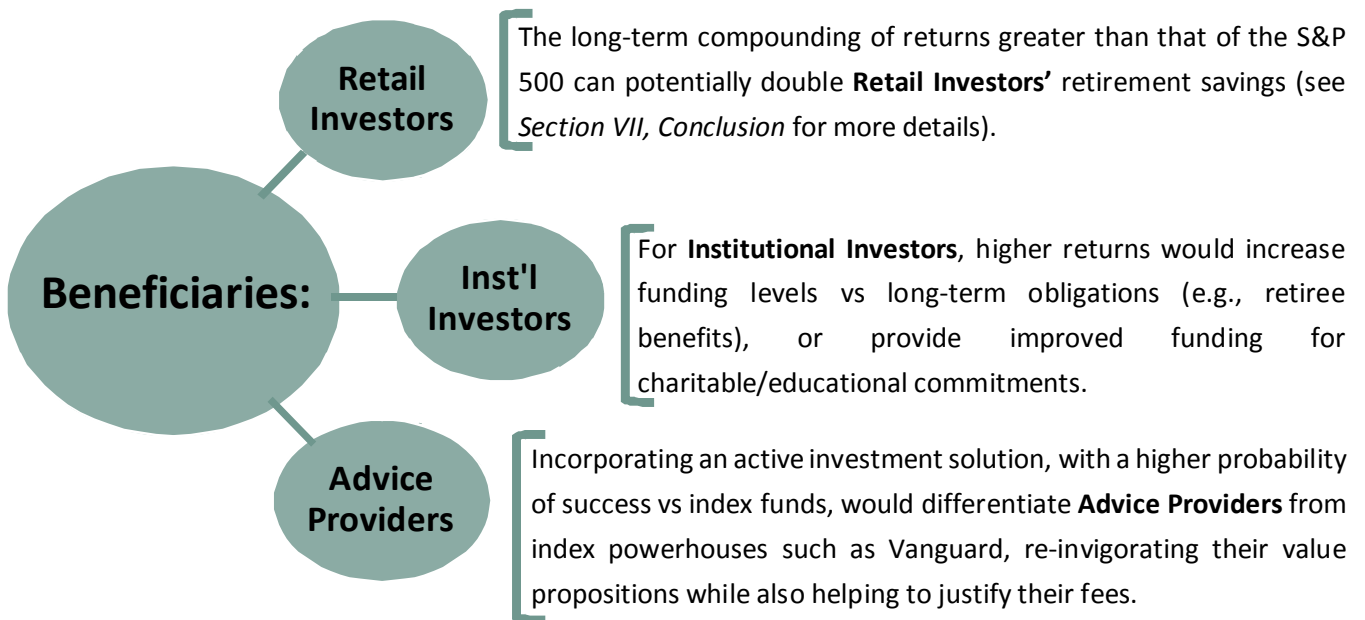 Beneficiaries:
Retail
Investors
The long-term compounding of returns greater than that of the S&P
500 can potentially double Retail Investors’ retirement savings (see
Section VII, Conclusion for more details).
Inst'l
Investors
For Institutional Investors, higher returns would increase
funding levels vs long-term obligations (e.g., retiree
benefits), or provide improved funding for
charitable/educational commitments.
Advice
Providers
Incorporating an active investment solution, with a higher probability
of success vs index funds, would differentiate Advice Providers from
index powerhouses such as Vanguard, re-invigorating their value
propositions while also helping to justify their fees.